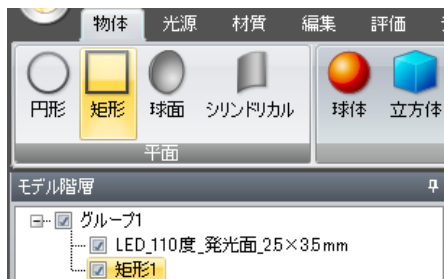 物体 光源 材質 編集 評価
円形 矩形 球面 シリンドリカル 球体 立方体
平面
モデル階層
グループ1
LED_110度_発光面_2.5×3.5mm
矩形1